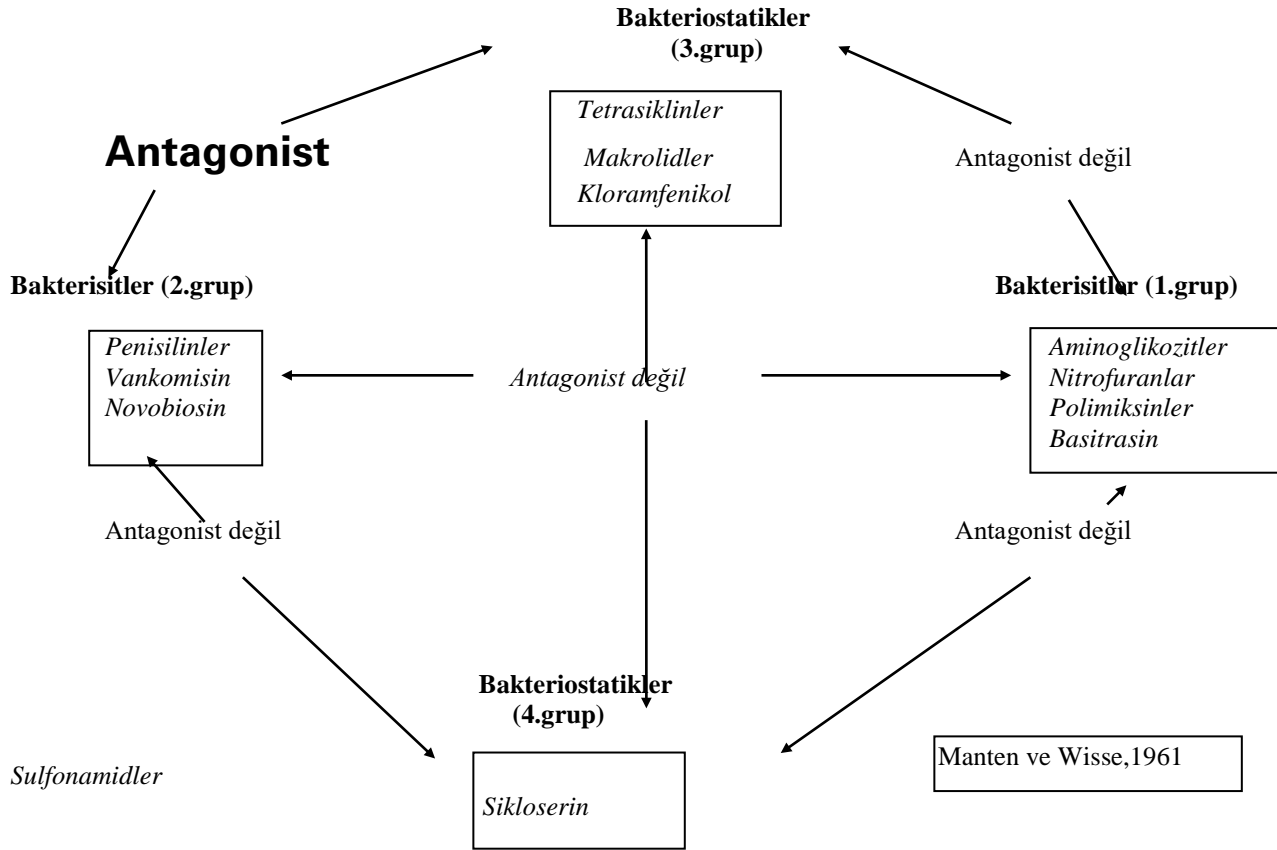 Bakteriostatikler
(3.grup)
Tetrasiklinler
Makrolidler
Kloramfenikol
Antagonist
Antagonist değil
Bakterisitler (2.grup)
Bakterisitler (1.grup)
Penisilinler
Vankomisin
Novobiosin
Antagonist değil
Aminoglikozitler
Nitrofuranlar
Polimiksinler
Basitrasin
Antagonist değil
Antagonist değil
Bakteriostatikler
(4.grup)
Sulfonamidler
Sikloserin
Manten ve Wisse,1961